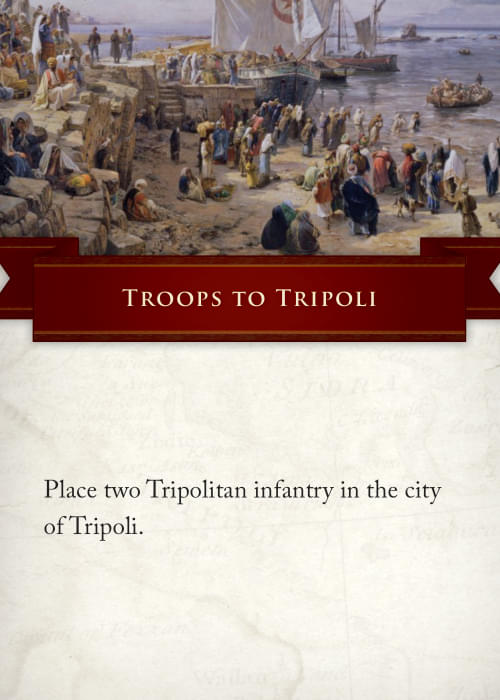 Troops to Tripoli
Place two Tripolitan infantry in the city
of Tripoli.